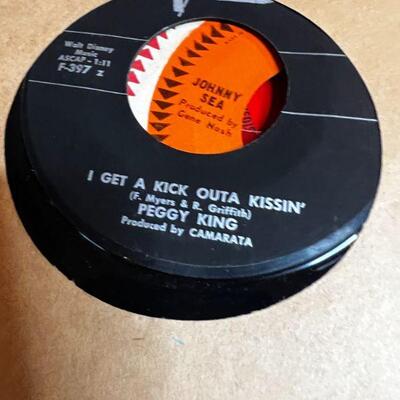 Walt Disney
Music
ASCAP - 1:11
F-397 z
JOHNNY
SEA
Produced by
Gene Nash
I GET A KICK OUTA KISSIN'
(F. Myers & R. Griffith)
PEGGY KING
Produced by CAMARATA